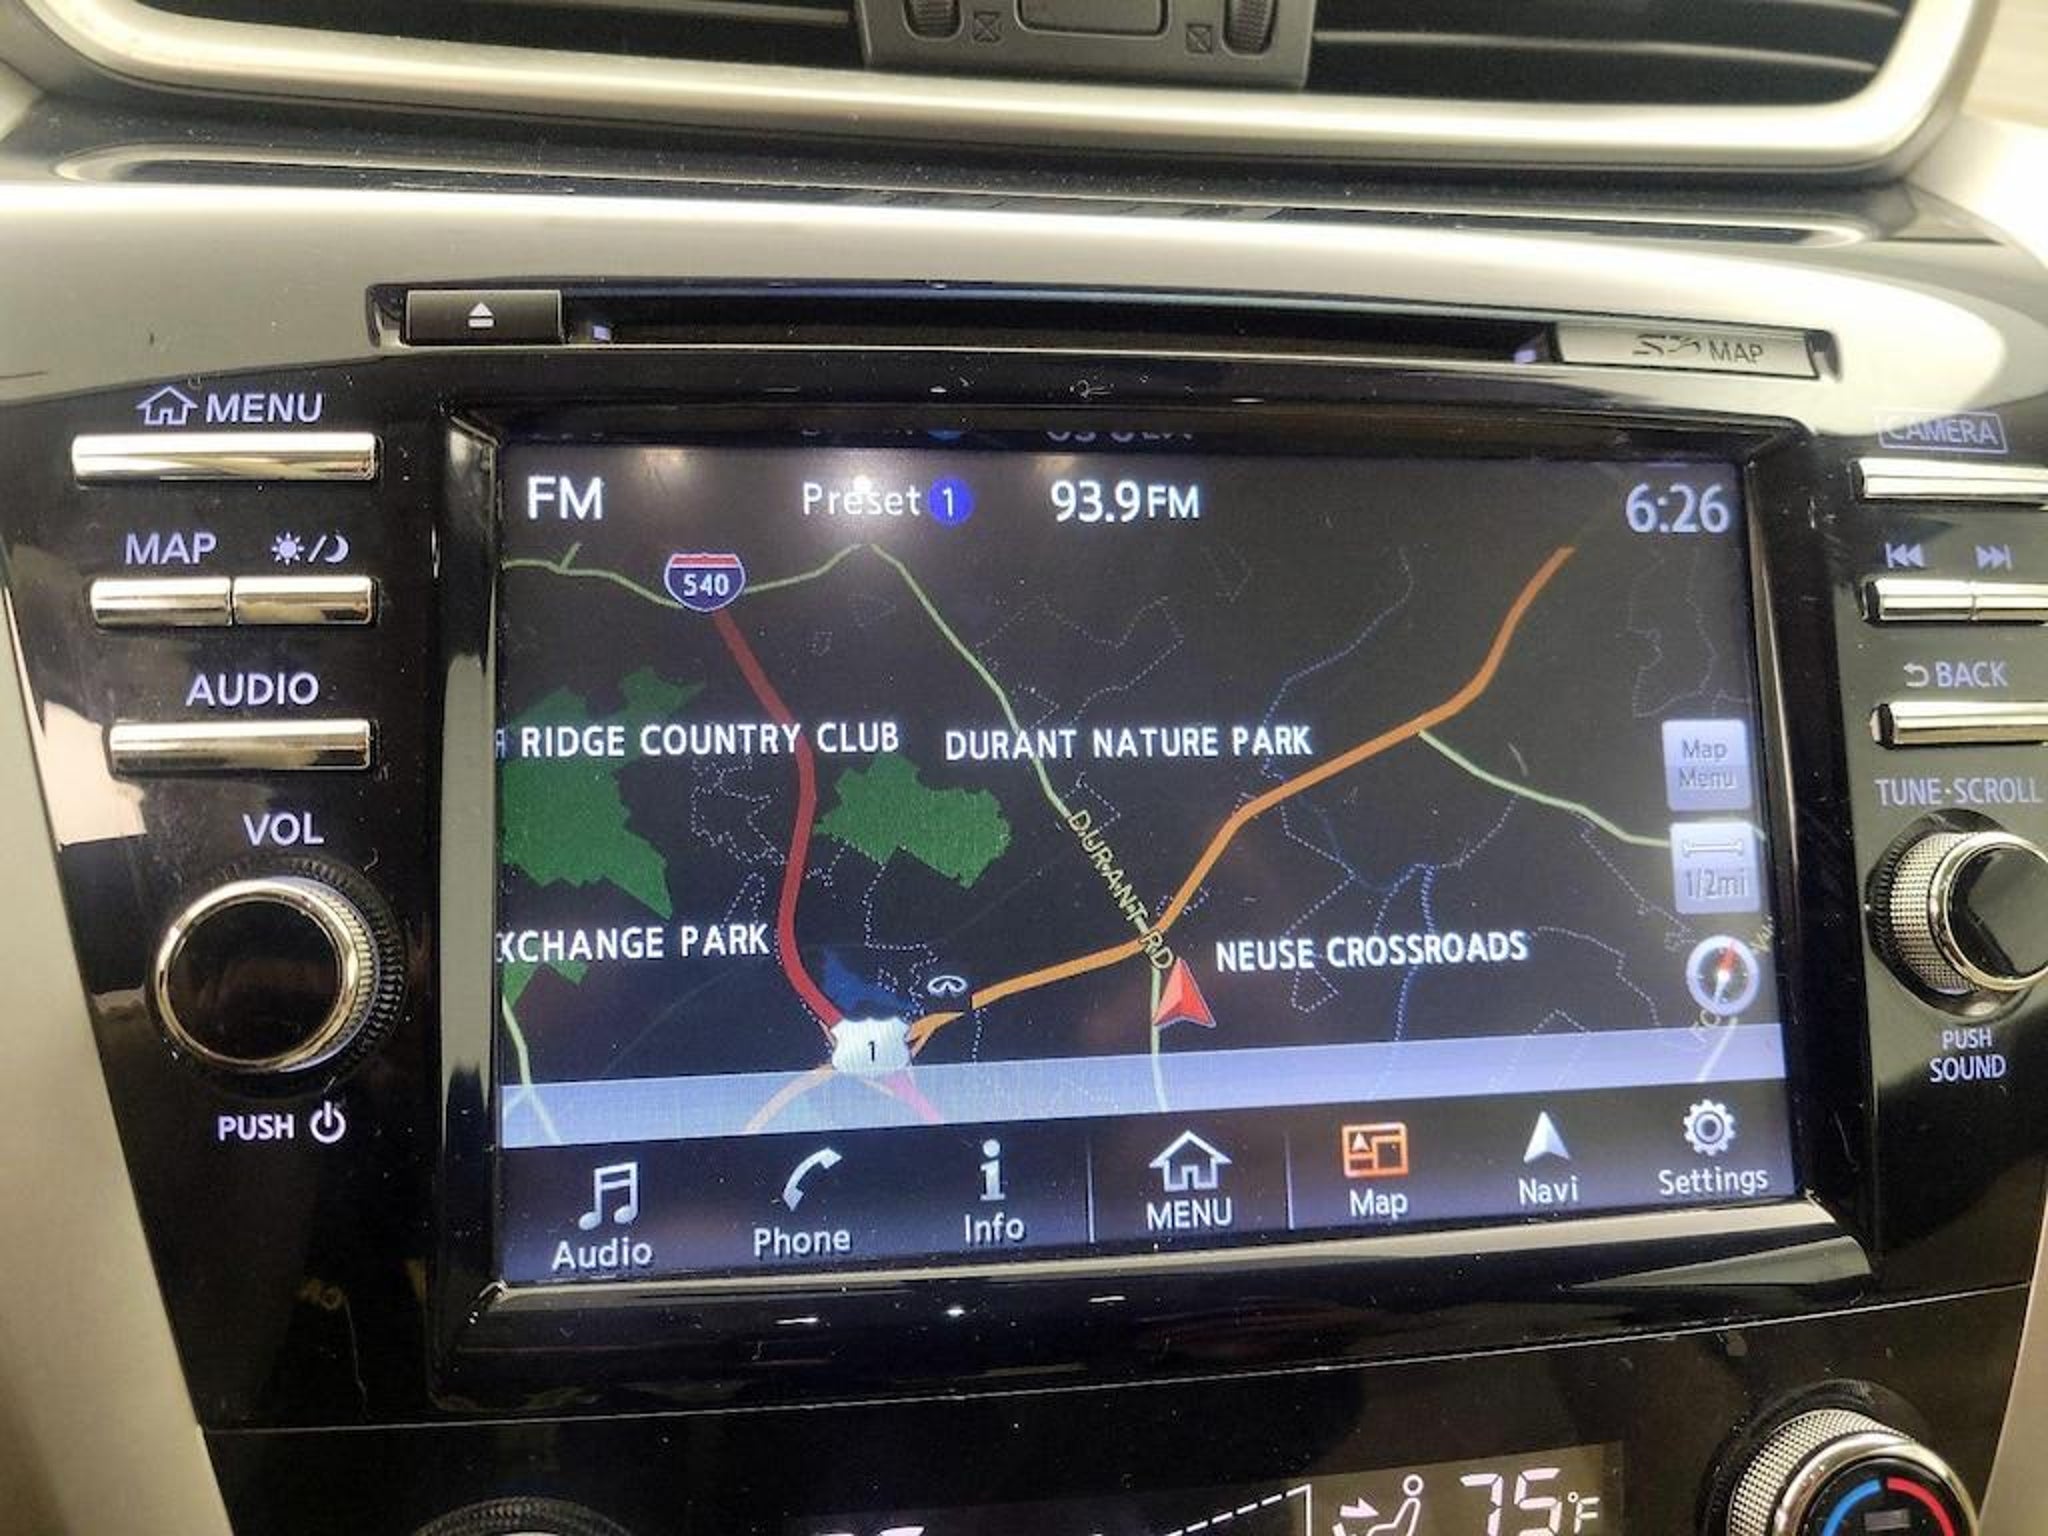 MAP
MENU
CAMERA
FM
Preset 1
93.9FM
6:26
MAP
540
AUDIO
BACK
RIDGE COUNTRY CLUB
DURANT NATURE PARK
Map
Menu
TUNE·SCROLL
VOL
DURANT RD
1/2mi
XCHANGE PARK
NEUSE CROSSROADS
1
PUSH
SOUND
PUSH
Audio
Phone
Info
MENU
Map
Navi
Settings
75°F